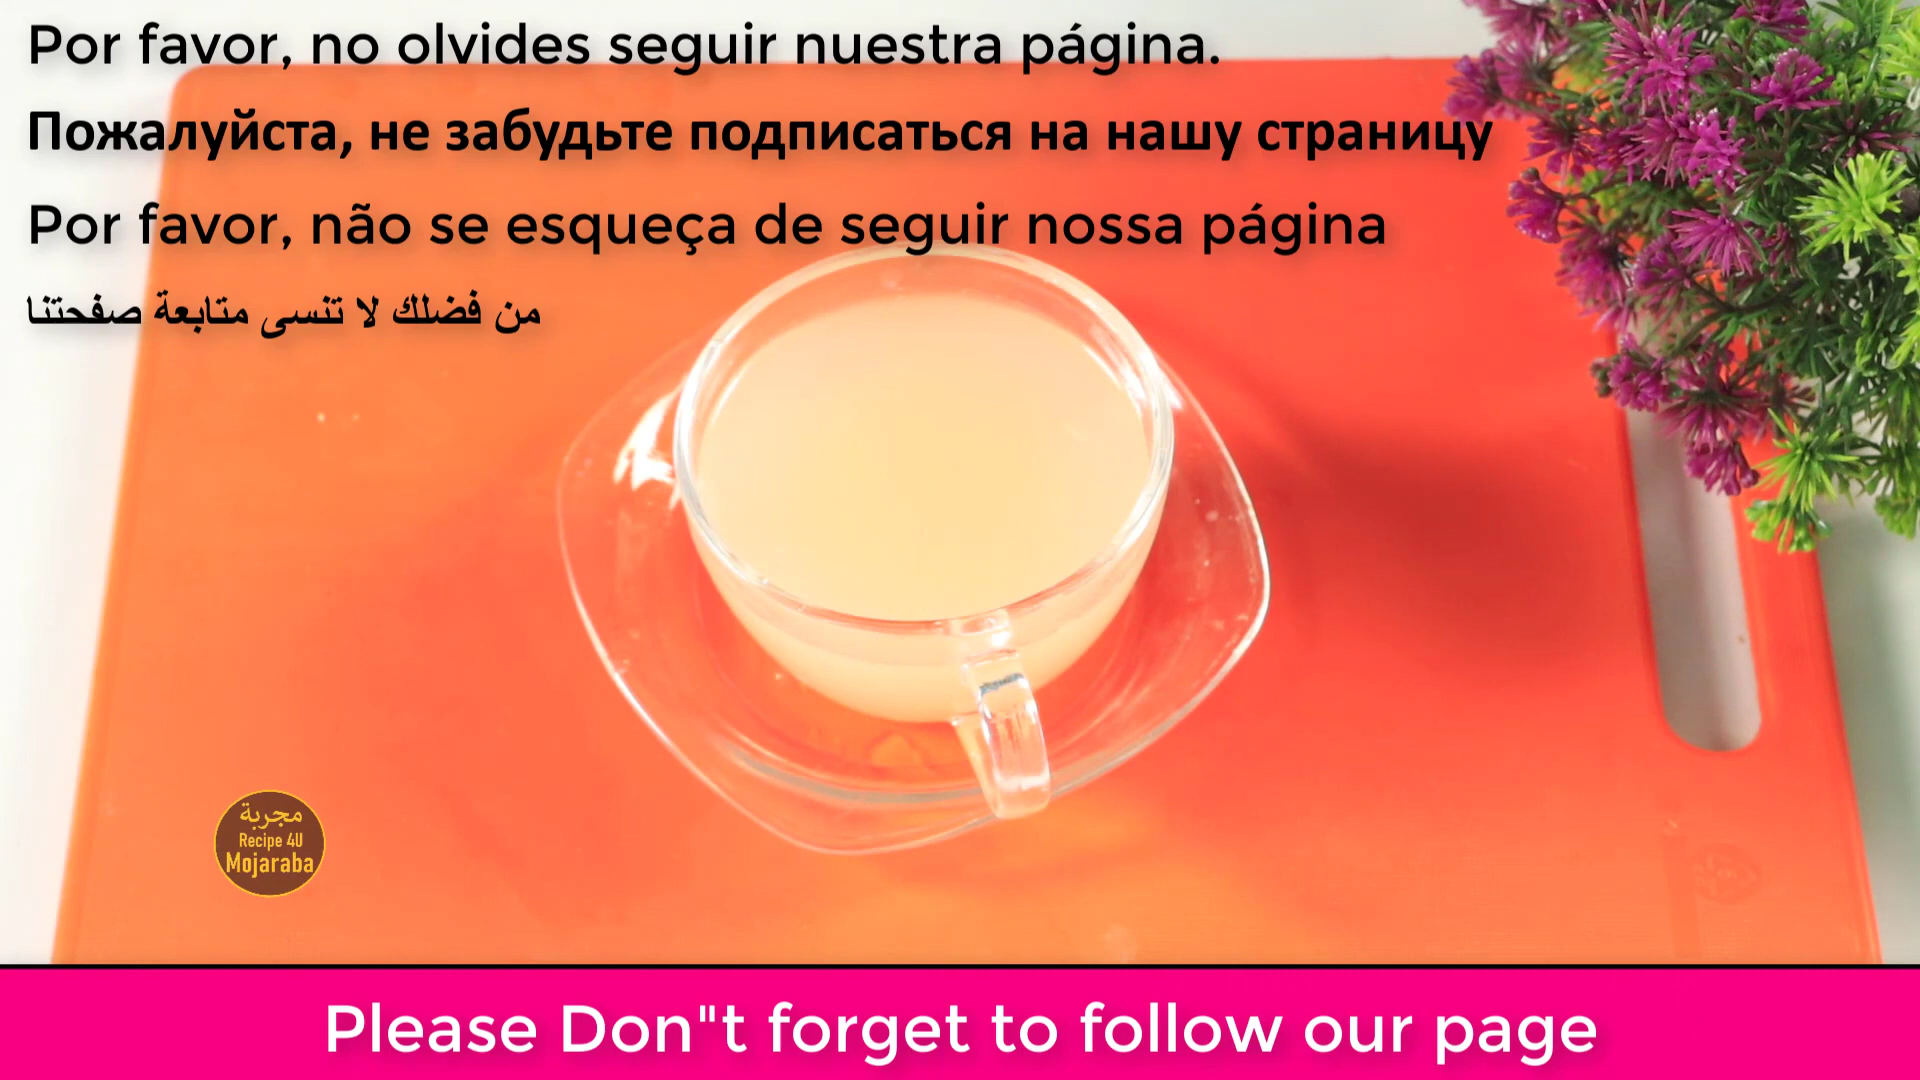 Por favor, no olvides seguir nuestra página.
Пожалуйста, не забудьте подписаться на нашу страницу
Por favor, não se esqueça de seguir nossa página
من فضلك لا تنسى متابعة صفحتنا
مجربة
Recipe 4U
Mojaraba
Please Don"t forget to follow our page